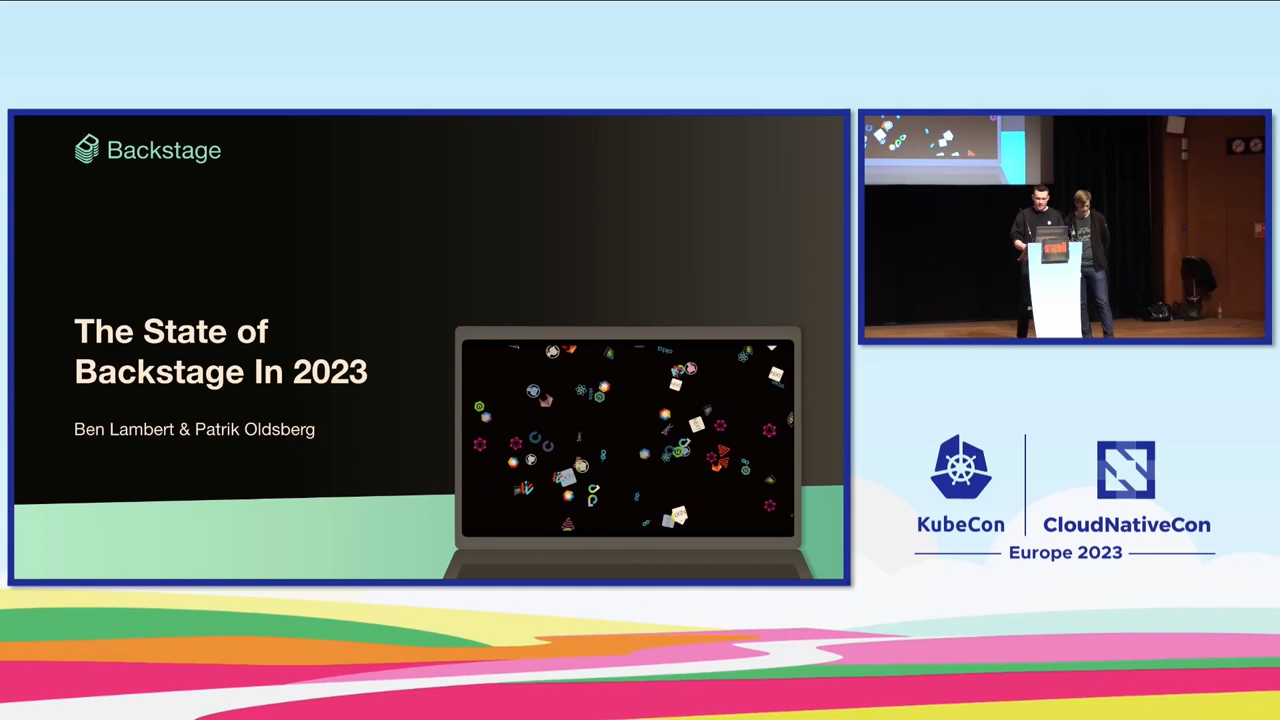 Backstage
The State of
Backstage In 2023
Ben Lambert & Patrik Oldsberg
KubeCon
CloudNativeCon
Europe 2023